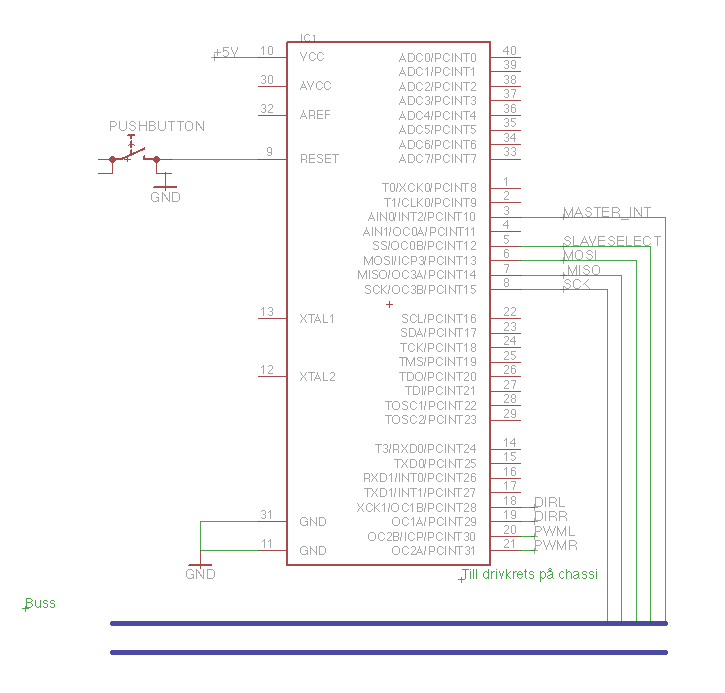 IC1
+5V 10 VCC ADC0/PCINT0 40
ADC1/PCINT1 39
30 AVCC ADC2/PCINT2 38
ADC3/PCINT3 37
32 AREF ADC4/PCINT4 36
ADC5/PCINT5 35
PUSHBUTTON
ADC6/PCINT6 34
9 RESET ADC7/PCINT7 33
GND
T0/XCK0/PCINT8 1
T1/CLK0/PCINT9 2
AIN0/INT2/PCINT10 3 MASTER_INT
AIN1/OC0A/PCINT11 4
SS/OC0B/PCINT12 5 SLAVESELECT
MOSI/ICP3/PCINT13 6 MOSI
MISO/OC3A/PCINT14 7 MISO
SCK/OC3B/PCINT15 8 SCK
13 XTAL1 SCL/PCINT16 22
SDA/PCINT17 23
TCK/PCINT18 24
TMS/PCINT19 25
12 XTAL2 TDO/PCINT20 26
TDI/PCINT21 27
TOSC1/PCINT22 28
TOSC2/PCINT23 29
T3/RXD0/PCINT24 14
TXD0/PCINT25 15
RXD1/INT0/PCINT26 16
TXD1/INT1/PCINT27 17
XCK1/OC1B/PCINT28 18 DIRL
31 GND OC1A/PCINT29 19 DIRR
OC2B/ICP/PCINT30 20 PWML
11 GND OC2A/PCINT31 21 PWMR
GND
Till drivkrets på chassi
Buss